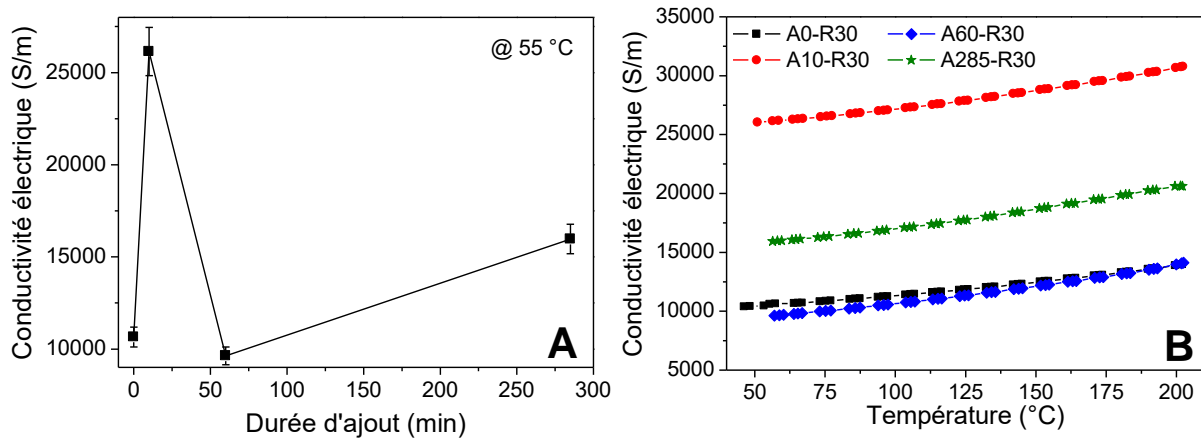 Conductivité électrique (S/m)
25000
20000
15000
10000
@ 55 °C
A
0 50 100 150 200 250 300
Durée d'ajout (min)
Conductivité électrique (S/m)
35000
30000
25000
20000
15000
10000
5000
A0-R30 A60-R30
A10-R30 A285-R30
B
50 75 100 125 150 175 200
Température (°C)